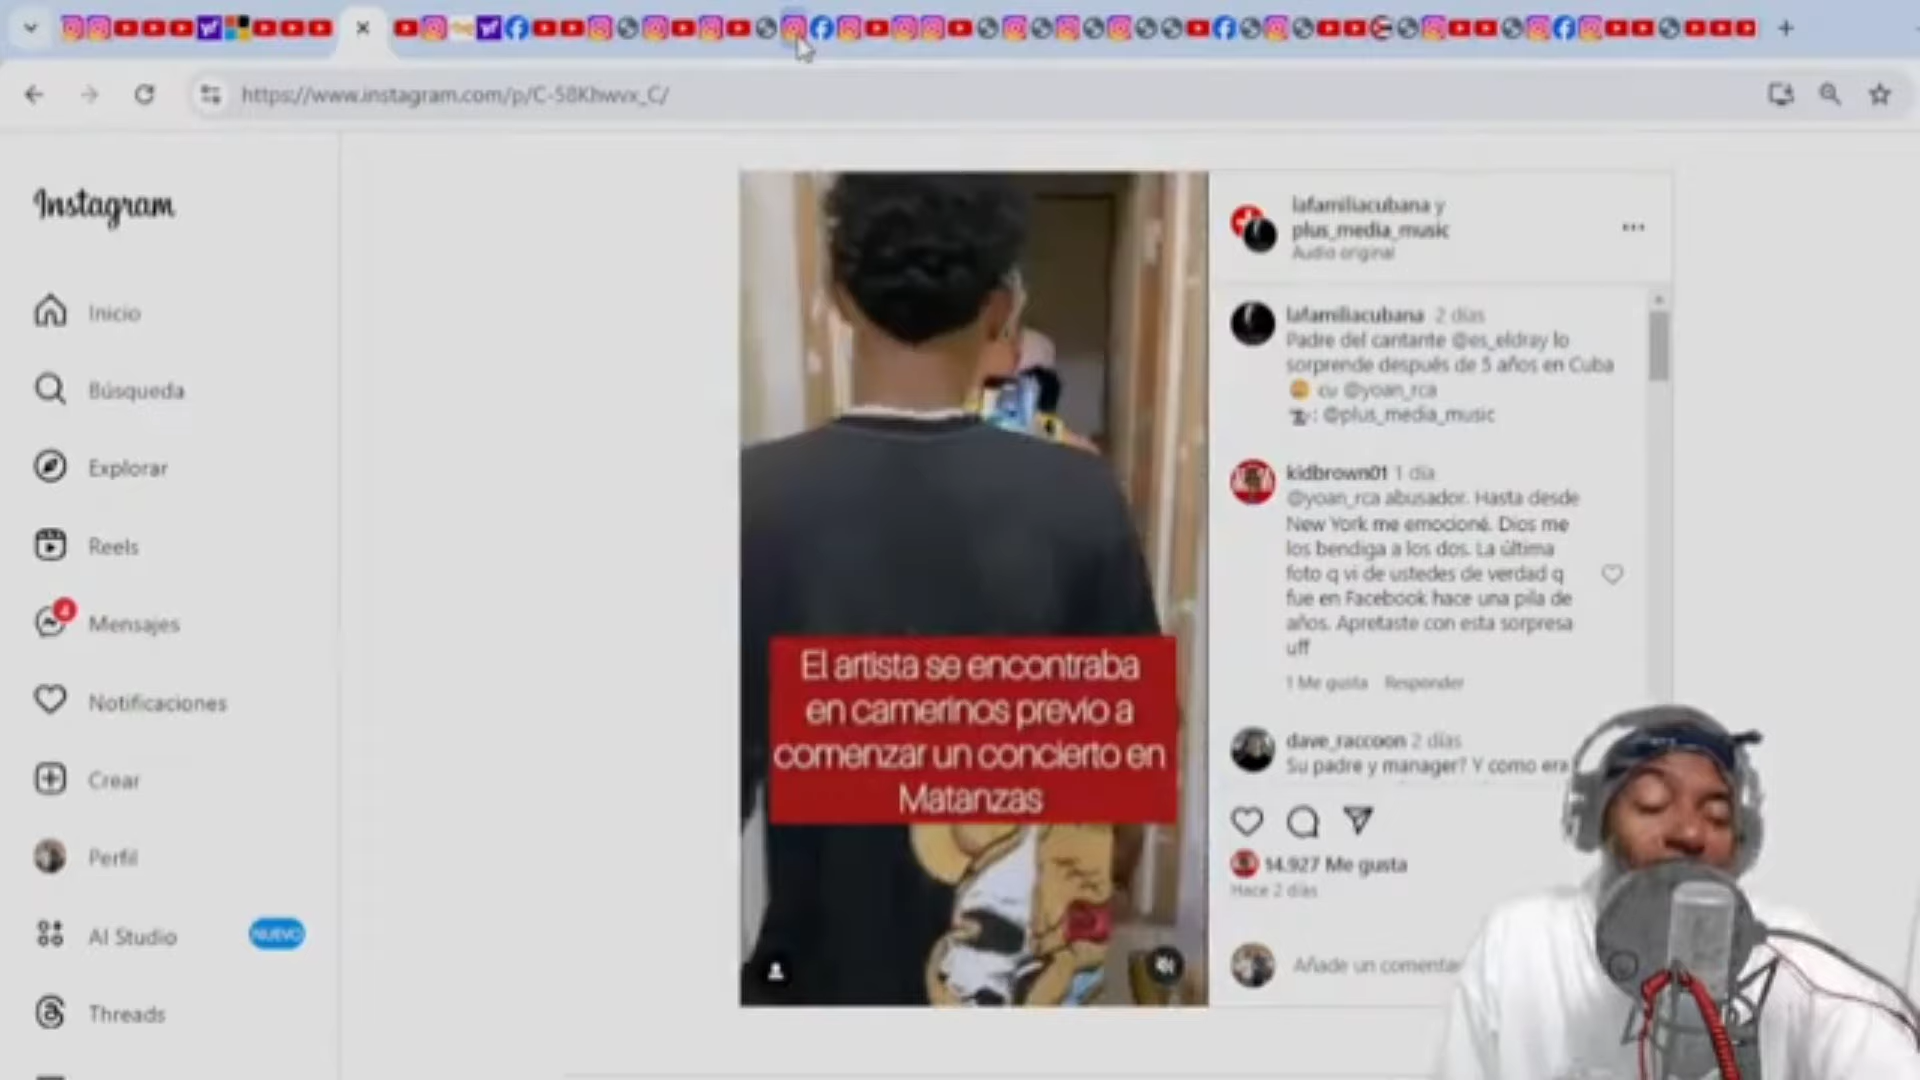 https://www.instagram.com/p/C-58Khwvx_C/
Instagram
Inicio
Búsqueda
Explorar
Reels
4
Mensajes
Notificaciones
Crear
Perfil
AI Studio
NUEVO
Threads
El artista se encontraba
en camerinos previo a
comenzar un concierto en
Matanzas
lafamiliacubana y
plus_media_music
Audio original
lafamiliacubana 2 días
Padre del cantante @es_eldray lo
sorprende después de 5 años en Cuba
cu @yoan_rca
: @plus_media_music
kidbrown01 1 día
@yoan_rca abusador. Hasta desde
New York me emocioné. Dios me
los bendiga a los dos. La última
foto q vi de ustedes de verdad q
fue en Facebook hace una pila de
años. Apretaste con esta sorpresa
uff
1 Me gusta Responder
dave_raccoon 2 días
Su padre y manager? Y como era
14.927 Me gusta
Hace 2 días
Añade un comentar